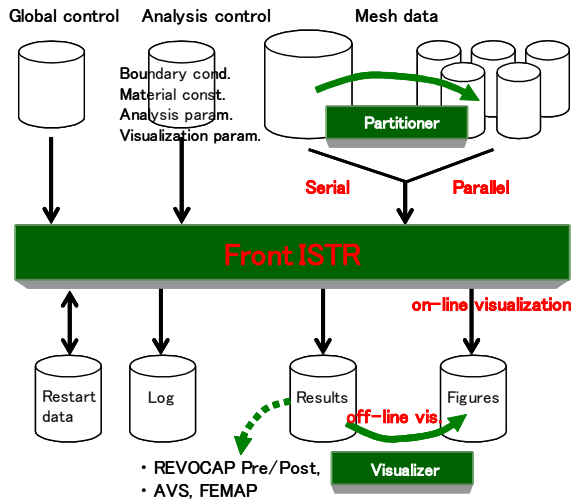 Global control
Analysis control
Mesh data
Boundary cond.
Material const.
Analysis param.
Visualization param.
Partitioner
Serial
Parallel
Front ISTR
on-line visualization
Restart
data
Log
Results
Figures
off-line vis.
・REVOCAP Pre/Post,
・AVS, FEMAP
Visualizer